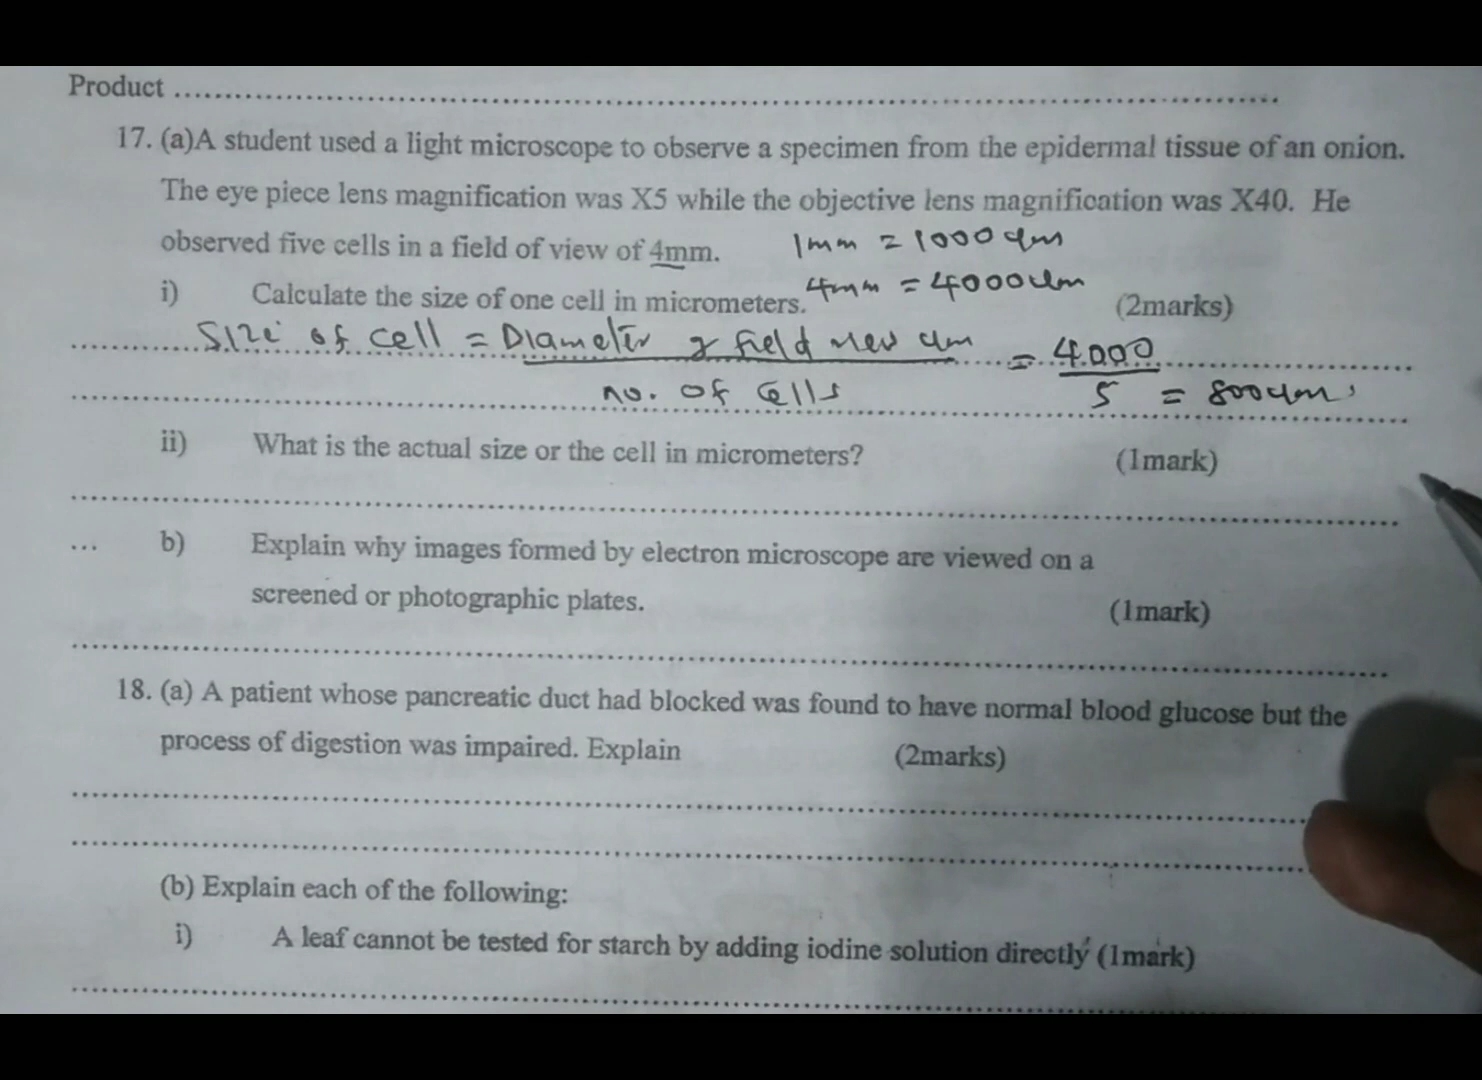 Product ....................
17. (a)A student used a light microscope to observe a specimen from the epidermal tissue of an onion.
The eye piece lens magnification was X5 while the objective lens magnification was X40. He
observed five cells in a field of view of 4mm. 1mm = 1000 um
4mm = 4000um
i) Calculate the size of one cell in micrometers. (2marks)
Size of cell = Diameter of field view um = 4000
no. of cells 5 = 800um
ii) What is the actual size or the cell in micrometers? (1mark)
... b) Explain why images formed by electron microscope are viewed on a
screened or photographic plates. (1mark)
18. (a) A patient whose pancreatic duct had blocked was found to have normal blood glucose but the
process of digestion was impaired. Explain (2marks)
(b) Explain each of the following:
i) A leaf cannot be tested for starch by adding iodine solution directly (1mark)